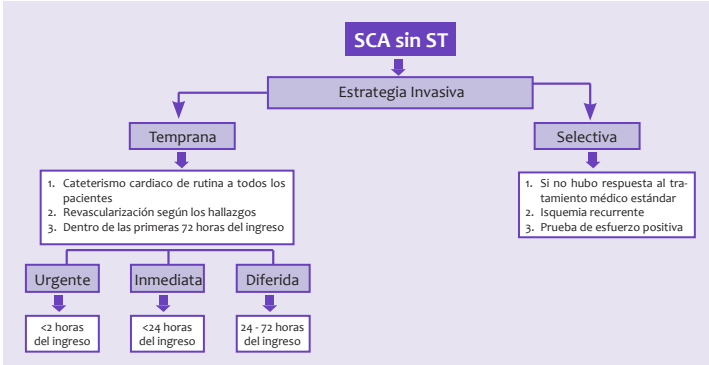 SCA sin ST
Estrategia Invasiva
Temprana
Selectiva
1. Cateterismo cardiaco de rutina a todos los
pacientes
2. Revascularización según los hallazgos
3. Dentro de las primeras 72 horas del ingreso
1. Si no hubo respuesta al tra-
tamiento médico estándar
2. Isquemia recurrente
3. Prueba de esfuerzo positiva
Urgente
Inmediata
Diferida
<2 horas
del ingreso
<24 horas
del ingreso
24 - 72 horas
del ingreso